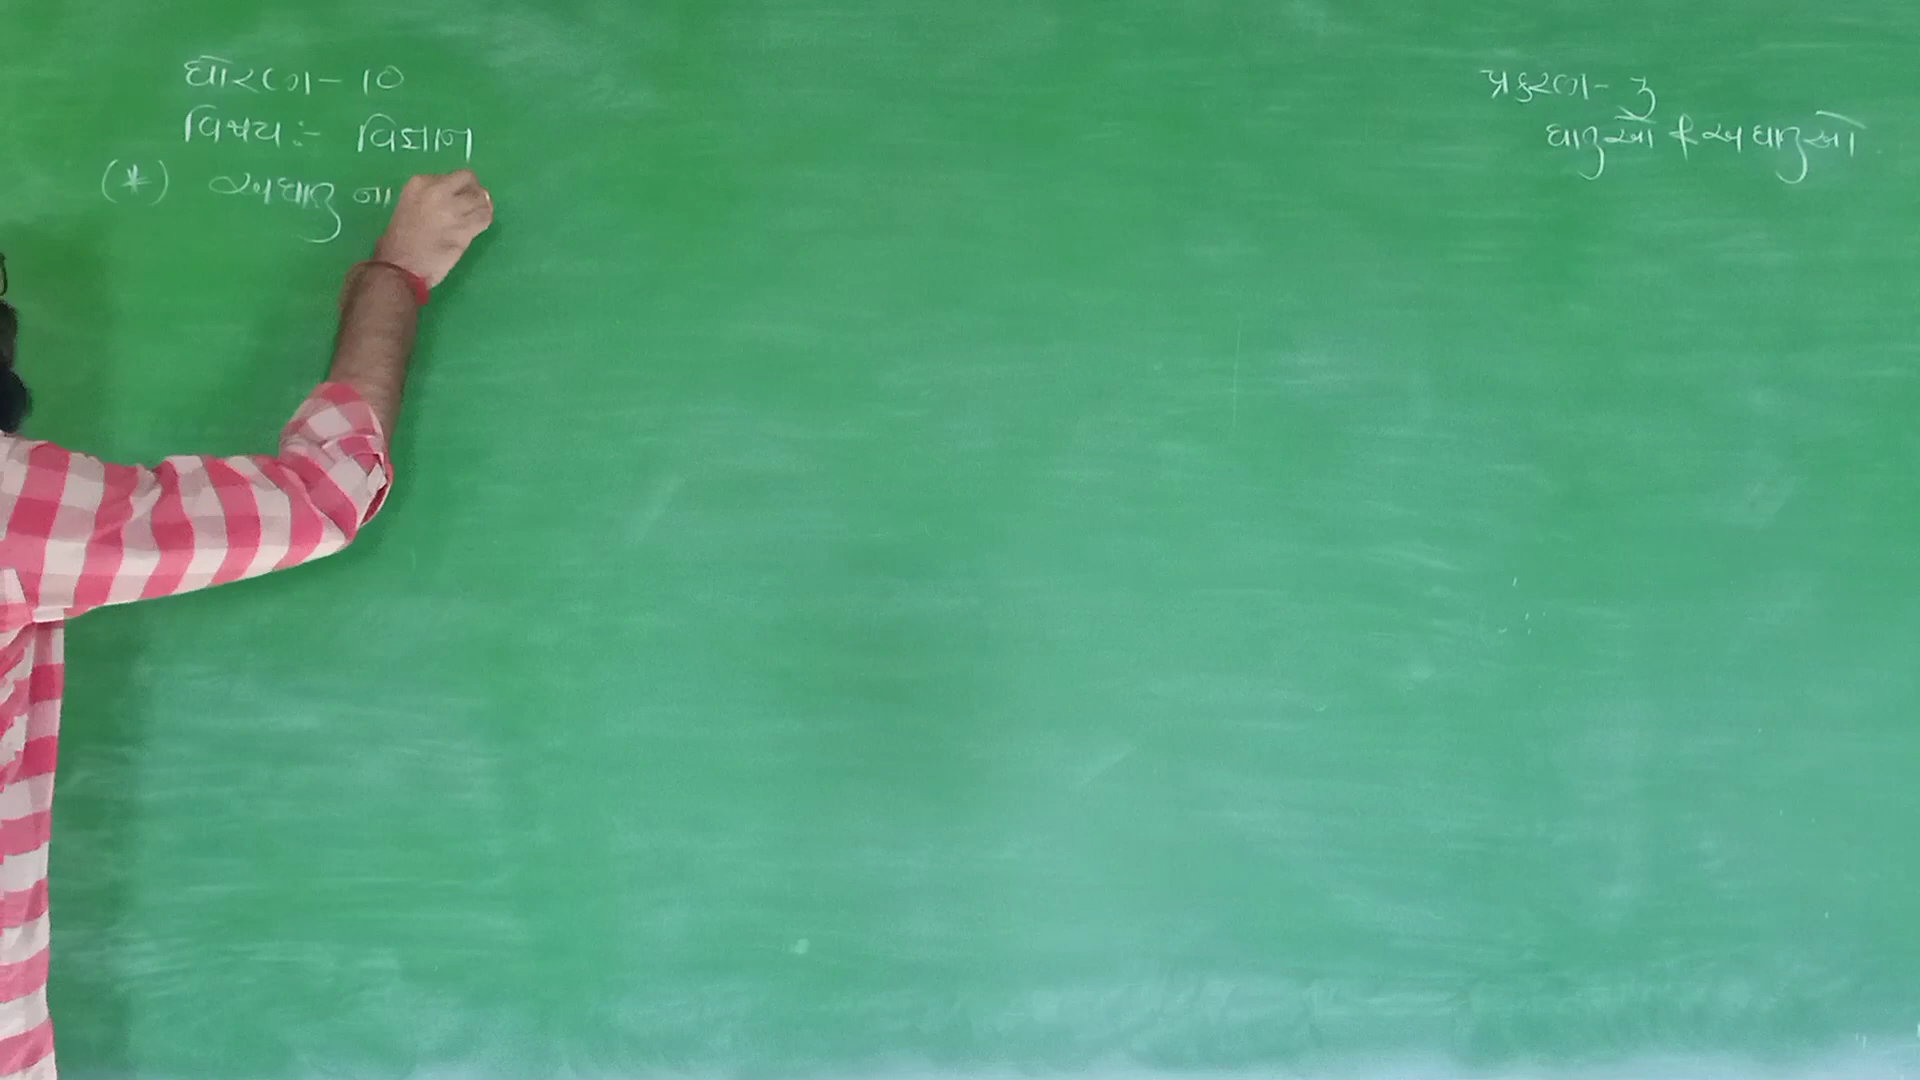 ધોરણ - 10
વિષય :- વિજ્ઞાન
(*) અધાતુ ના
પ્રકરણ - 3
ધાતુઓ અને અધાતુઓ